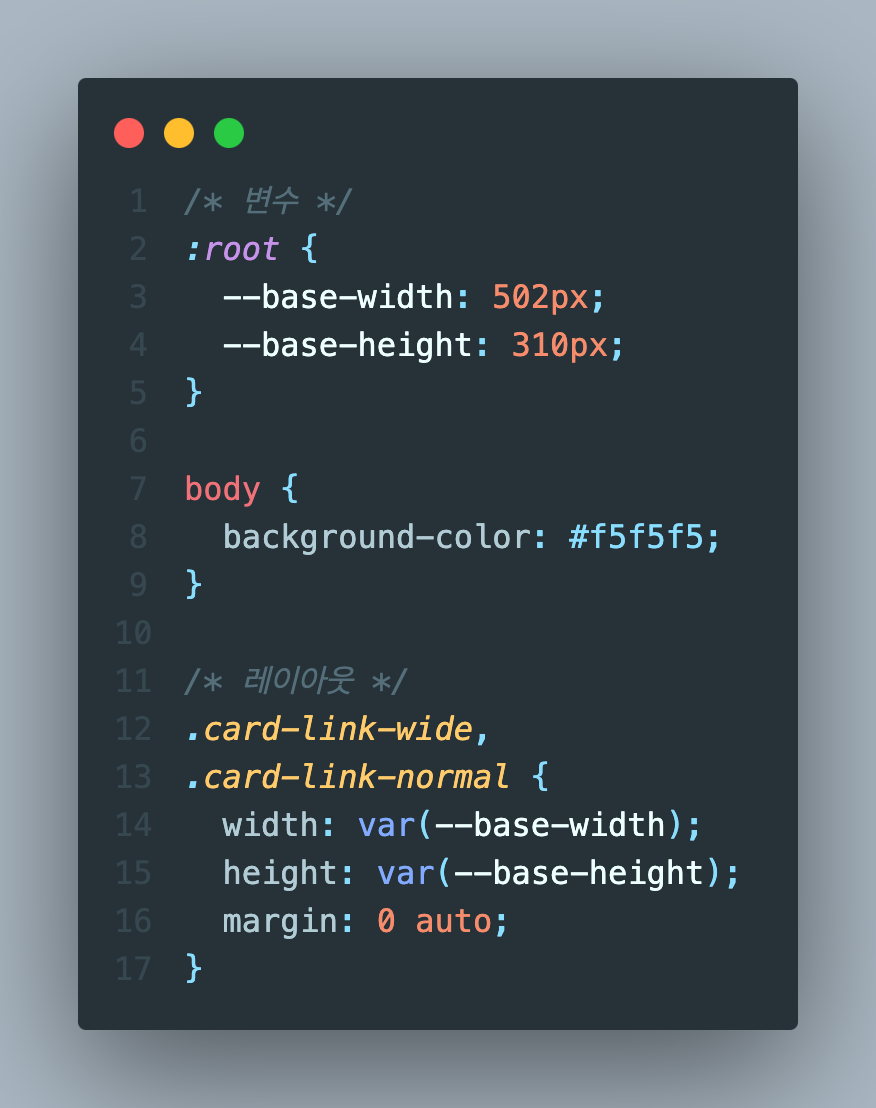 1 /* 변수 */
2 :root {
3   --base-width: 502px;
4   --base-height: 310px;
5 }
6
7 body {
8   background-color: #f5f5f5;
9 }
10
11 /* 레이아웃 */
12 .card-link-wide,
13 .card-link-normal {
14   width: var(--base-width);
15   height: var(--base-height);
16   margin: 0 auto;
17 }